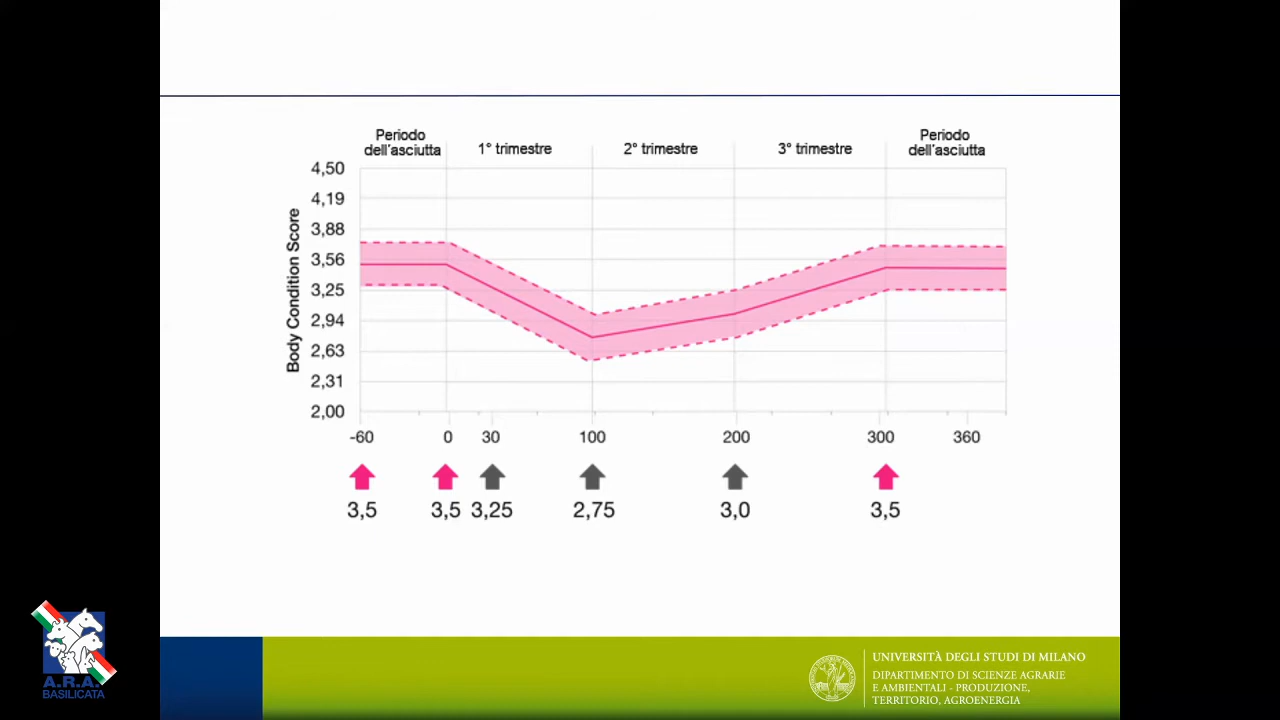 Periodo
dell'asciutta
1° trimestre
2° trimestre
3° trimestre
Periodo
dell'asciutta
Body Condition Score
4,50
4,19
3,88
3,56
3,25
2,94
2,63
2,31
2,00
-60 0 30 100 200 300 360
3,5 3,5 3,25 2,75 3,0 3,5
A.R.A.
BASILICATA
UNIVERSITÀ DEGLI STUDI DI MILANO
DIPARTIMENTO DI SCIENZE AGRARIE
E AMBIENTALI - PRODUZIONE,
TERRITORIO, AGROENERGIA